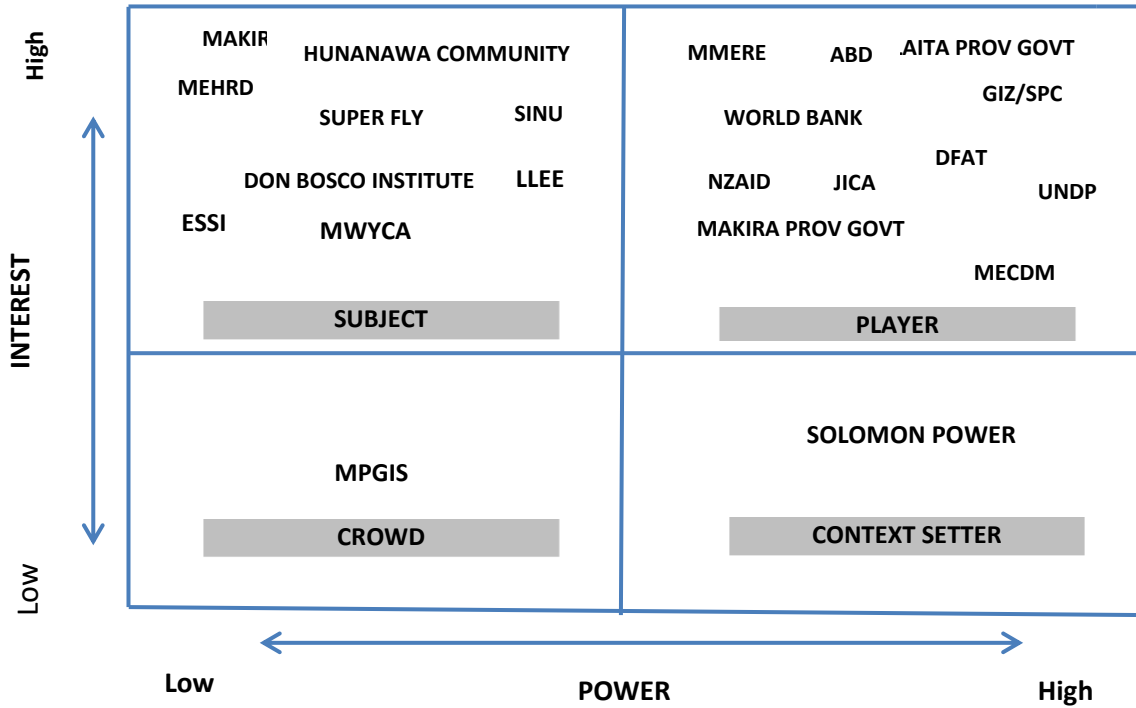 High
MAKIR
HUNANAWA COMMUNITY
MEHRD
SUPER FLY
SINU
DON BOSCO INSTITUTE
LLEE
ESSI
MWYCA
SUBJECT
MMERE
ABD
.AITA PROV GOVT
GIZ/SPC
WORLD BANK
DFAT
NZAID
JICA
UNDP
MAKIRA PROV GOVT
MECDM
PLAYER
INTEREST
MPGIS
CROWD
SOLOMON POWER
CONTEXT SETTER
Low
Low
POWER
High